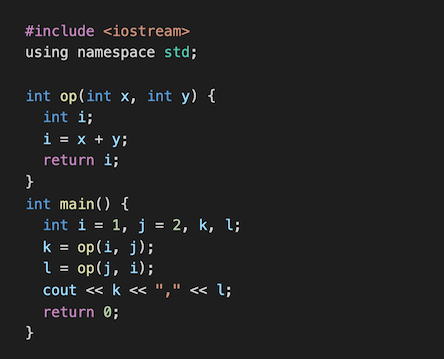 #include <iostream>
using namespace std;

int op(int x, int y) {
  int i;
  i = x + y;
  return i;
}
int main() {
  int i = 1, j = 2, k, l;
  k = op(i, j);
  l = op(j, i);
  cout << k << "," << l;
  return 0;
}